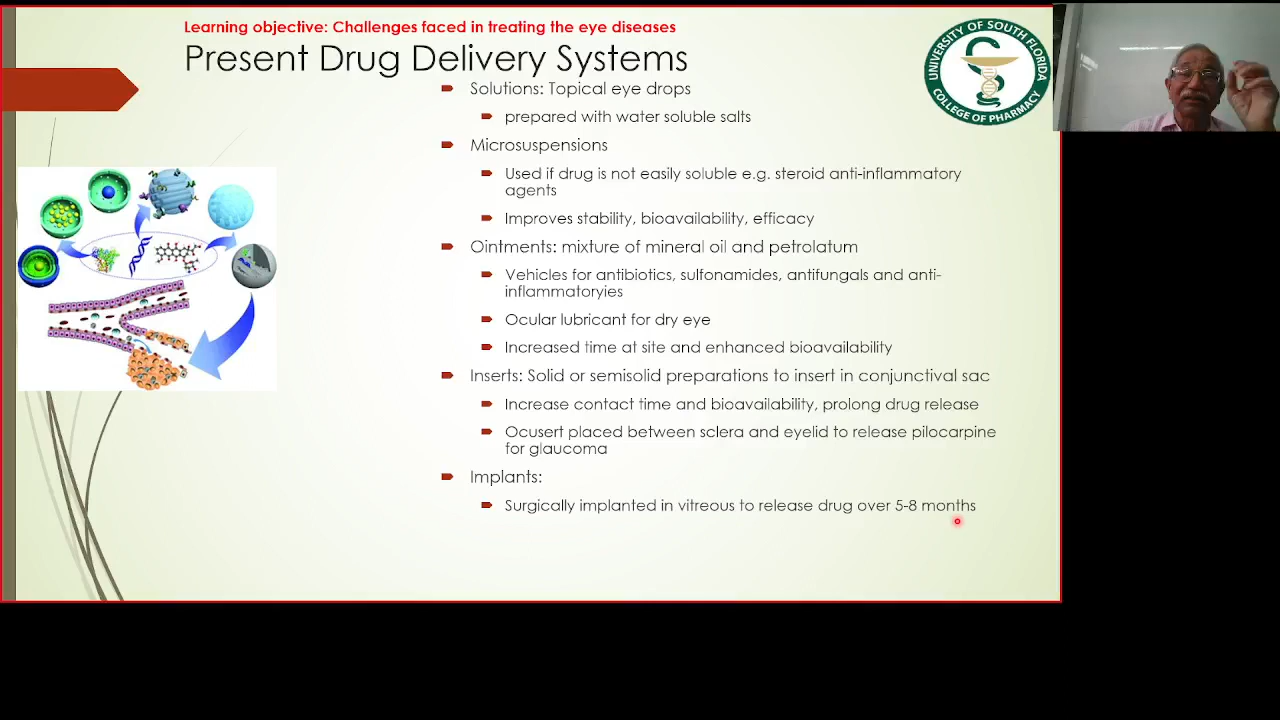 Learning objective: Challenges faced in treating the eye diseases
Present Drug Delivery Systems
Solutions: Topical eye drops
prepared with water soluble salts
Microsuspensions
Used if drug is not easily soluble e.g. steroid anti-inflammatory
agents
Improves stability, bioavailability, efficacy
Ointments: mixture of mineral oil and petrolatum
Vehicles for antibiotics, sulfonamides, antifungals and anti-
inflammatoryies
Ocular lubricant for dry eye
Increased time at site and enhanced bioavailability
Inserts: Solid or semisolid preparations to insert in conjunctival sac
Increase contact time and bioavailability, prolong drug release
Ocusert placed between sclera and eyelid to release pilocarpine
for glaucoma
Implants:
Surgically implanted in vitreous to release drug over 5-8 months
UNIVERSITY OF SOUTH FLORIDA
COLLEGE OF PHARMACY